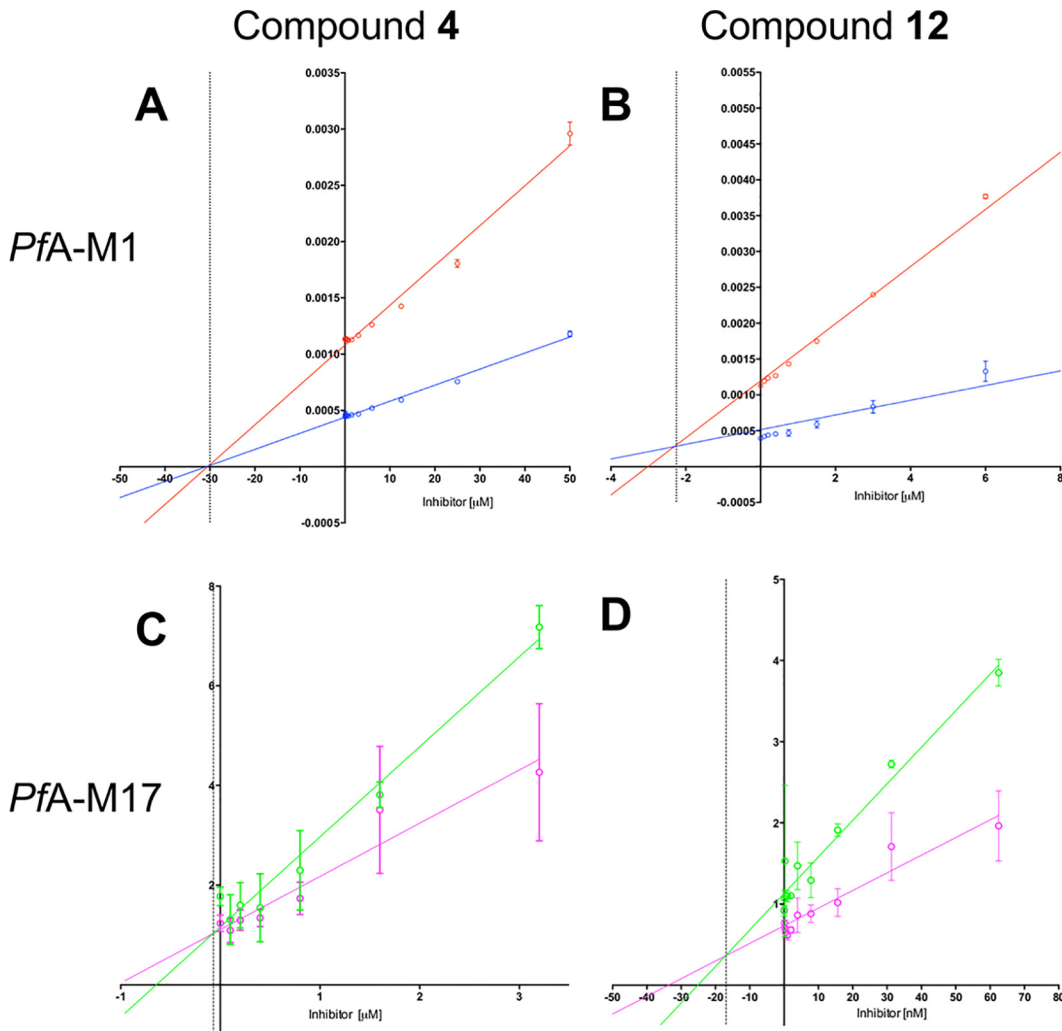 Compound 4
Compound 12
A
0.0035
0.0030
0.0025
0.0020
0.0015
0.0010
0.0005
-0.0005
-50 -40 -30 -20 -10 0 10 20 30 40 50
Inhibitor [μM]
B
0.0055
0.0050
0.0045
0.0040
0.0035
0.0030
0.0025
0.0020
0.0015
0.0010
0.0005
-0.0005
-4 -2 0 2 4 6 8
Inhibitor [μM]
PfA-M1
C
8
6
4
2
-1 0 1 2 3
Inhibitor [μM]
D
5
4
3
2
1
-50 -40 -30 -20 -10 0 10 20 30 40 50 60 70
Inhibitor [nM]
PfA-M17